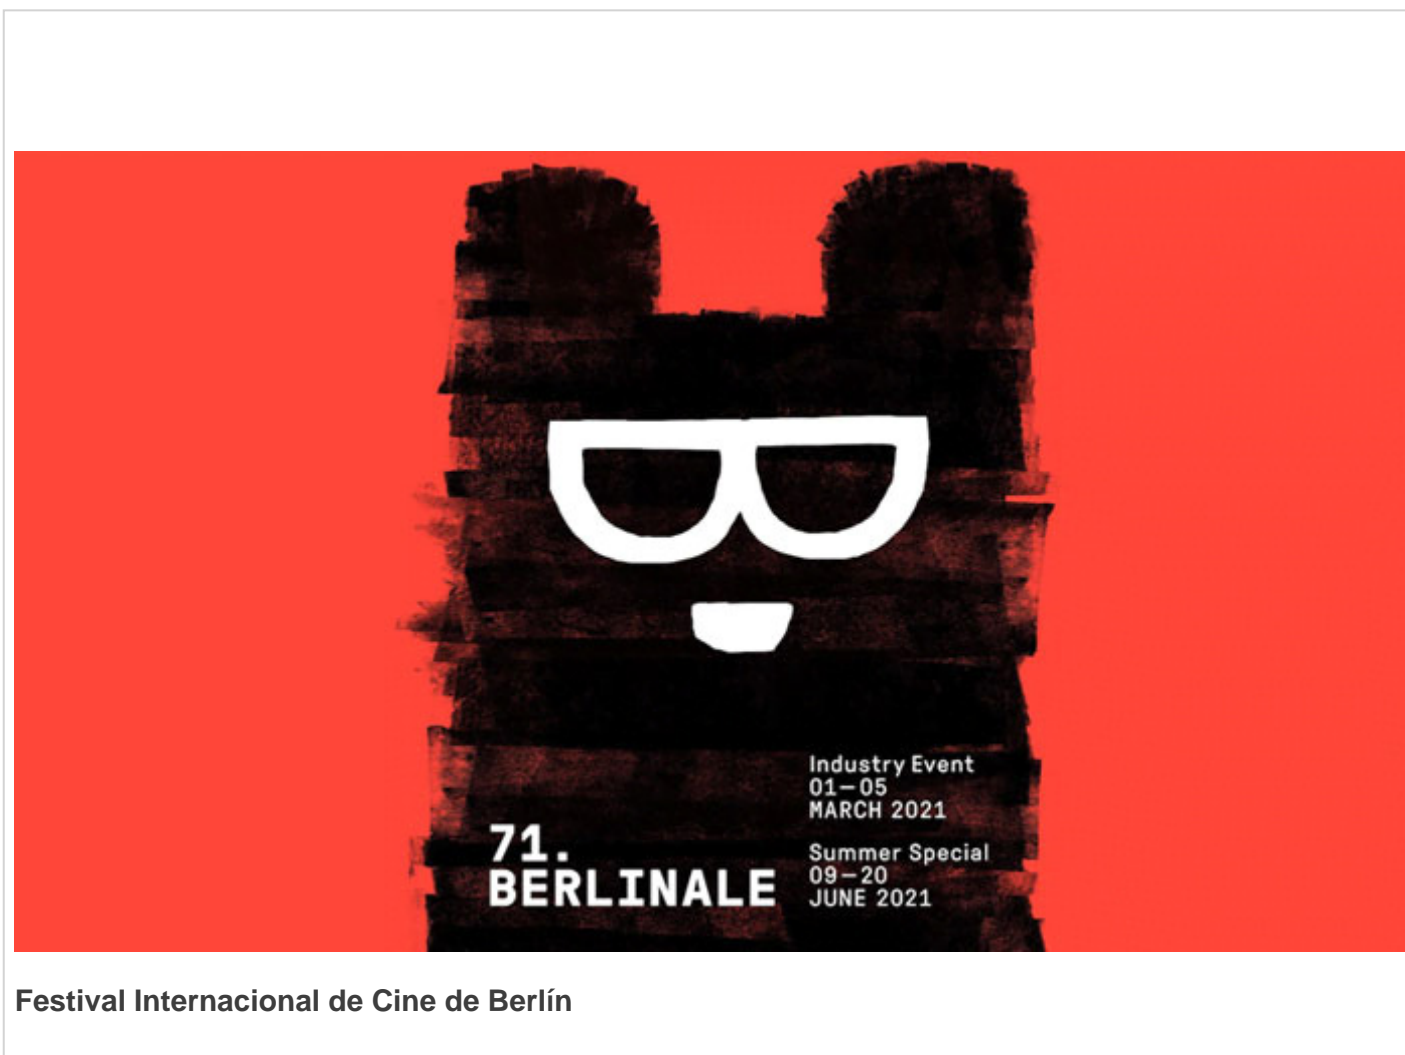 Industry Event
01—05
MARCH 2021
71.
BERLINALE
Summer Special
09—20
JUNE 2021
Festival Internacional de Cine de Berlín